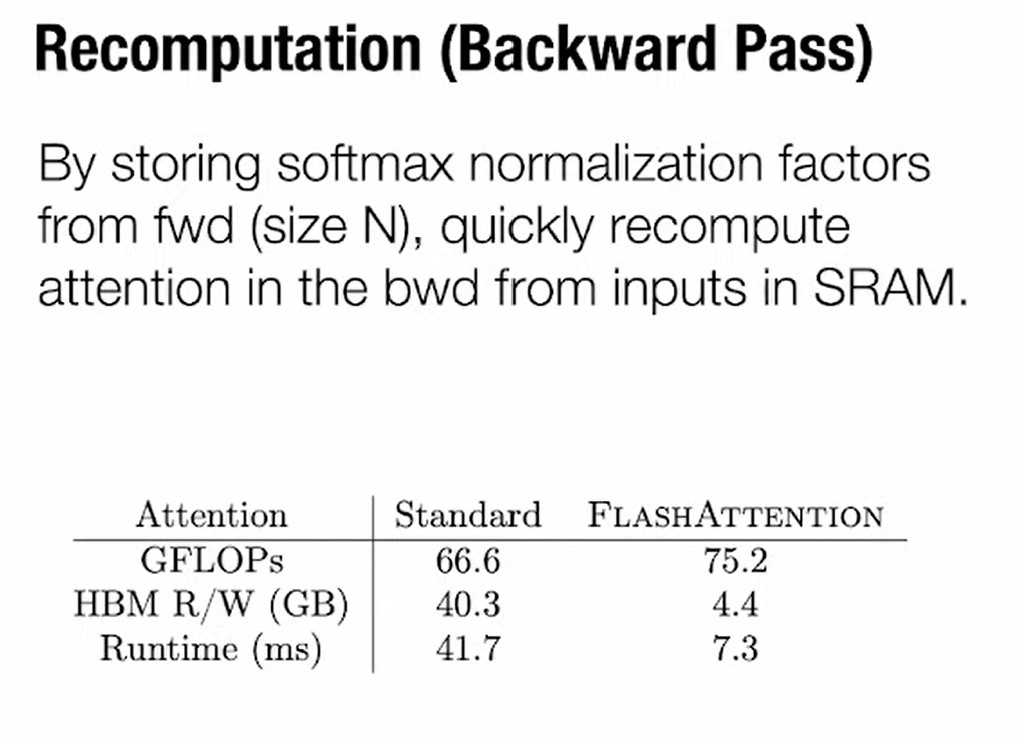 Recomputation (Backward Pass)
By storing softmax normalization factors
from fwd (size N), quickly recompute
attention in the bwd from inputs in SRAM.
Attention Standard FLASHATTENTION
GFLOPs 66.6 75.2
HBM R/W (GB) 40.3 4.4
Runtime (ms) 41.7 7.3